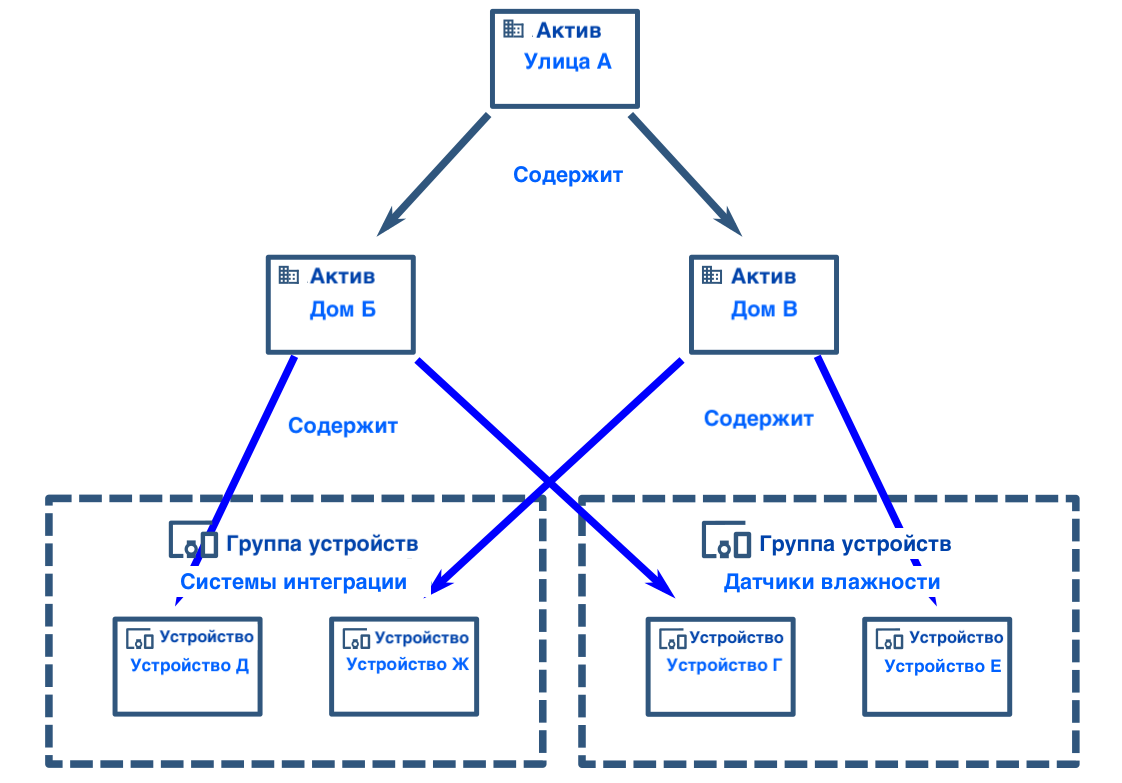 Актив
Улица А
Содержит
Актив
Дом Б
Актив
Дом В
Содержит
Содержит
Группа устройств
Системы интеграции
Группа устройств
Датчики влажности
Устройство
Устройство Д
Устройство
Устройство Ж
Устройство
Устройство Г
Устройство
Устройство Е